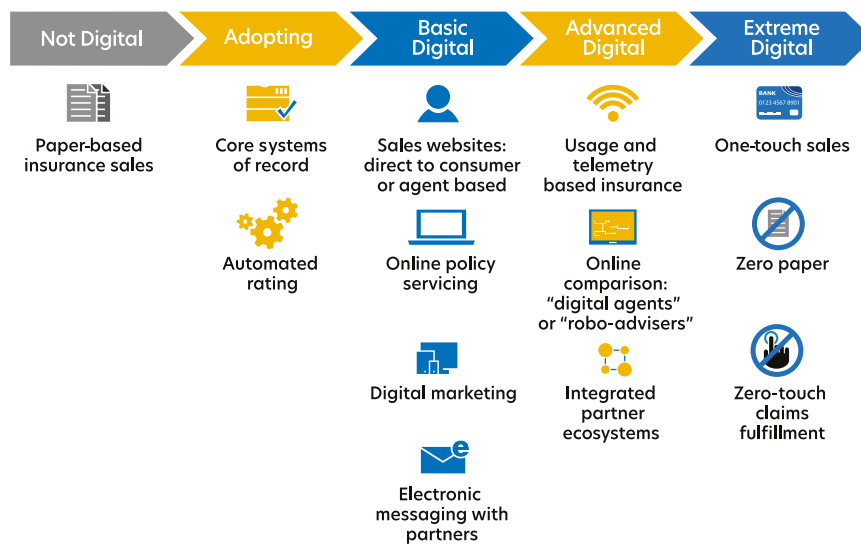 Not Digital
Adopting
Basic
Digital
Advanced
Digital
Extreme
Digital
Paper-based
insurance sales
Core systems
of record
Automated
rating
Sales websites:
direct to consumer
or agent based
Online policy
servicing
Digital marketing
e
Electronic
messaging with
partners
Usage and
telemetry
based insurance
Online
comparison:
“digital agents”
or “robo-advisers”
Integrated
partner
ecosystems
BANK
0123 4567 8901
One-touch sales
Zero paper
Zero-touch
claims
fulfillment